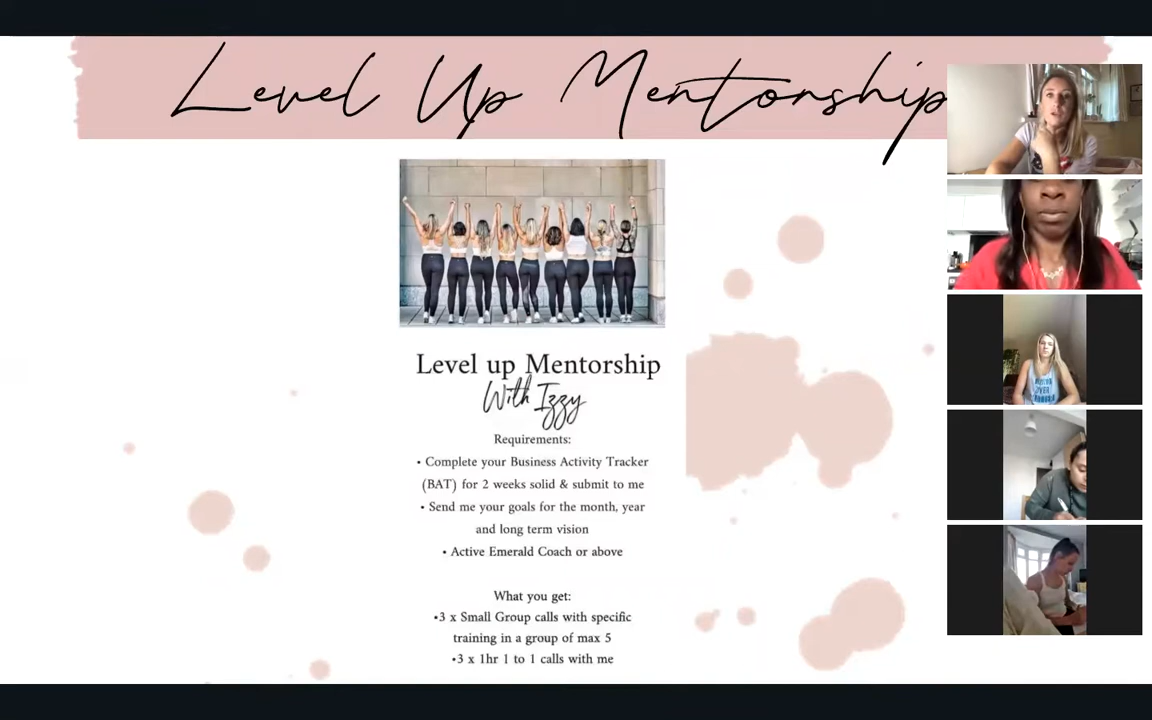 Level Up Mentorship
Level up Mentorship
With Izzy
Requirements:
• Complete your Business Activity Tracker
(BAT) for 2 weeks solid & submit to me
• Send me your goals for the month, year
and long term vision
• Active Emerald Coach or above
What you get:
•3 x Small Group calls with specific
training in a group of max 5
•3 x 1hr 1 to 1 calls with me